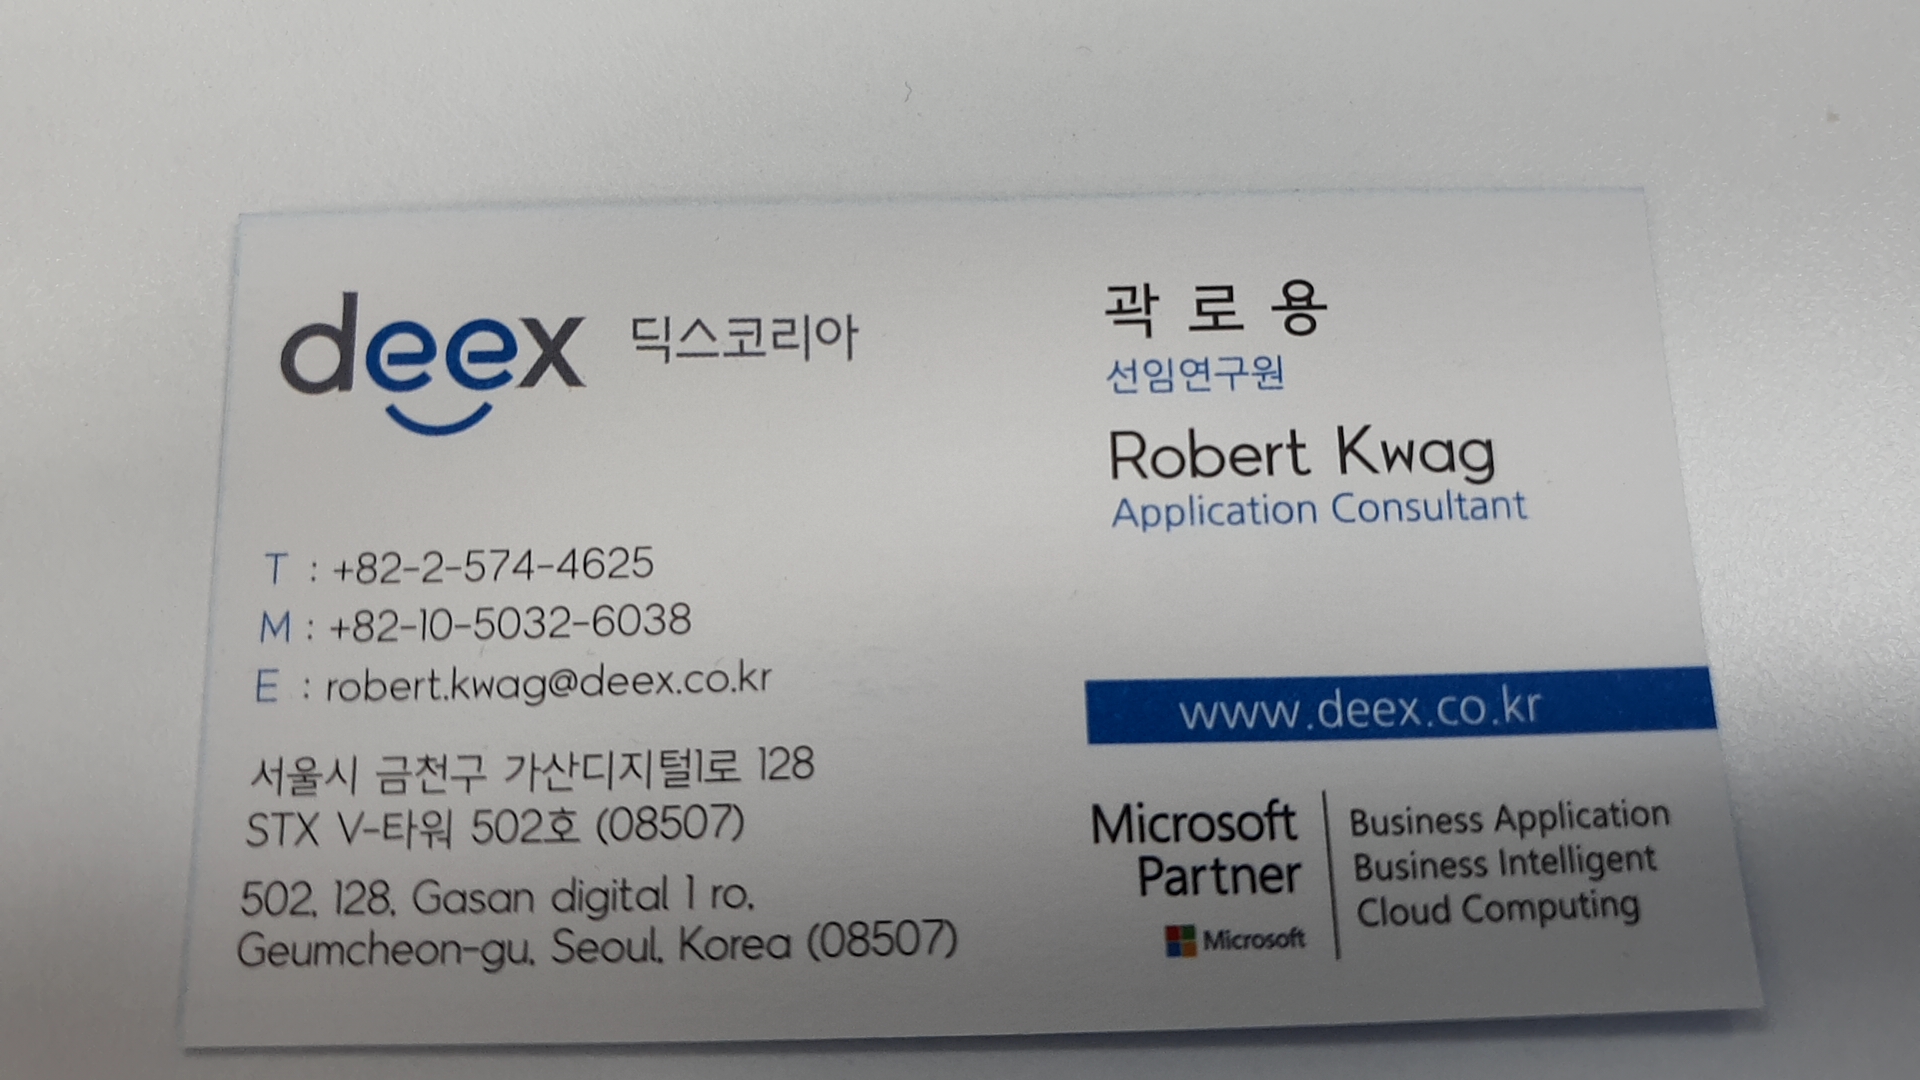 deex 딕스코리아
곽 로 용
선임연구원
Robert Kwag
Application Consultant
T : +82-2-574-4625
M : +82-10-5032-6038
E : robert.kwag@deex.co.kr
서울시 금천구 가산디지털1로 128
STX V-타워 502호 (08507)
502, 128, Gasan digital 1 ro,
Geumcheon-gu, Seoul, Korea (08507)
www.deex.co.kr
Microsoft
Partner
Microsoft
Business Application
Business Intelligent
Cloud Computing